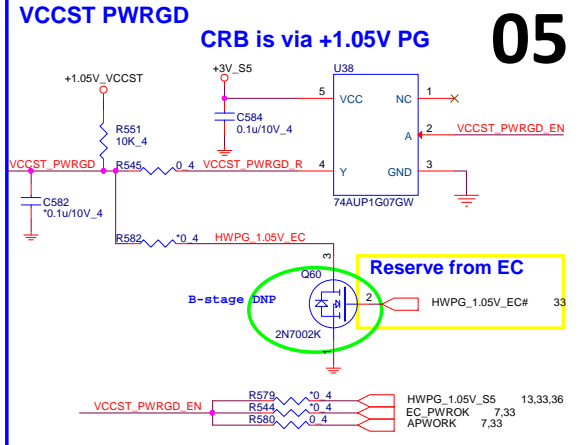 VCCST PWRGD
CRB is via +1.05V PG
05
+1.05V_VCCST
+3V_S5
U38
5 VCC NC 1
C584
0.1u/10V_4
R551
10K_4
A 2 VCCST_PWRGD_EN
VCCST_PWRGD R545 0_4 VCCST_PWRGD_R 4 Y GND 3
74AUP1G07GW
C582
*0.1u/10V_4
R582 *0_4 HWPG_1.05V_EC
3
Q60
Reserve from EC
B-stage DNP
2 HWPG_1.05V_EC# 33
2N7002K
1
R579 *0_4 HWPG_1.05V_S5 13,33,36
VCCST_PWRGD_EN R544 *0_4 EC_PWROK 7,33
R580 0_4 APWORK 7,33